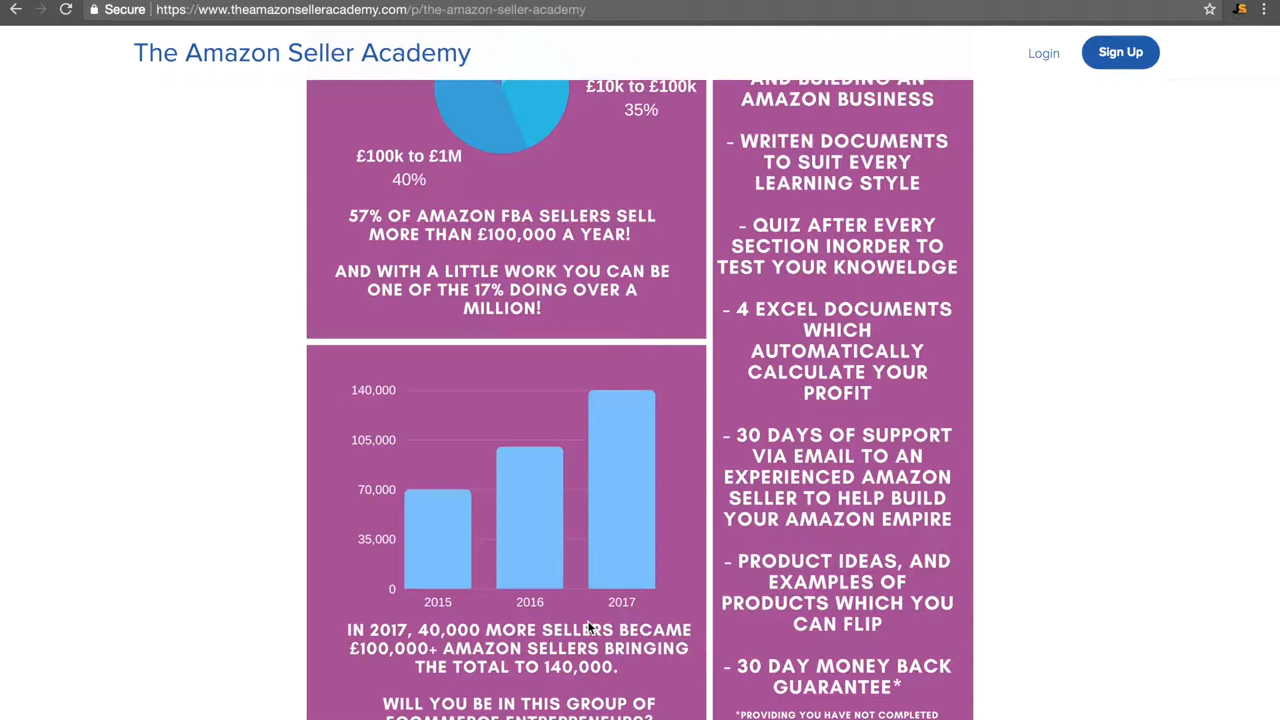 Secure https://www.theamazonselleracademy.com/p/the-amazon-seller-academy
The Amazon Seller Academy
Login
Sign Up
£10k to £100k
35%
£100k to £1M
40%
57% OF AMAZON FBA SELLERS SELL
MORE THAN £100,000 A YEAR!
AND WITH A LITTLE WORK YOU CAN BE
ONE OF THE 17% DOING OVER A
MILLION!
140,000
105,000
70,000
35,000
0
2015
2016
2017
IN 2017, 40,000 MORE SELLERS BECAME
£100,000+ AMAZON SELLERS BRINGING
THE TOTAL TO 140,000.
WILL YOU BE IN THIS GROUP OF
ECOMMERCE ENTREPRENEURS?
AND BUILDING AN
AMAZON BUSINESS
- WRITEN DOCUMENTS
TO SUIT EVERY
LEARNING STYLE
- QUIZ AFTER EVERY
SECTION INORDER TO
TEST YOUR KNOWELDGE
- 4 EXCEL DOCUMENTS
WHICH
AUTOMATICALLY
CALCULATE YOUR
PROFIT
- 30 DAYS OF SUPPORT
VIA EMAIL TO AN
EXPERIENCED AMAZON
SELLER TO HELP BUILD
YOUR AMAZON EMPIRE
- PRODUCT IDEAS, AND
EXAMPLES OF
PRODUCTS WHICH YOU
CAN FLIP
- 30 DAY MONEY BACK
GUARANTEE*
*PROVIDING YOU HAVE NOT COMPLETED